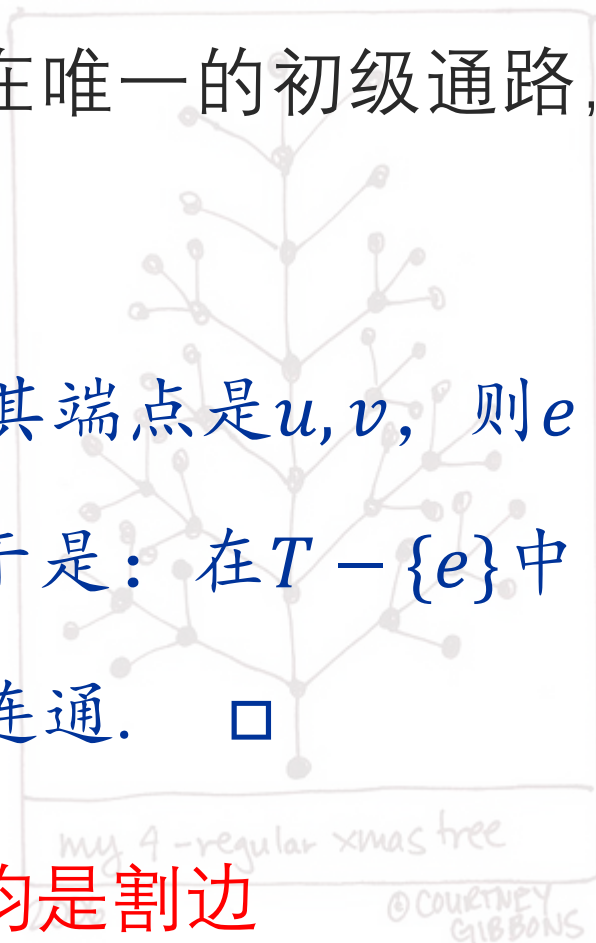 在唯一的初级通路,
其端点是u, v, 则e
于是：在T − {e}中
连通. □
my 4-regular xmas tree
均是割边
© COURTNEY
GIBBONS